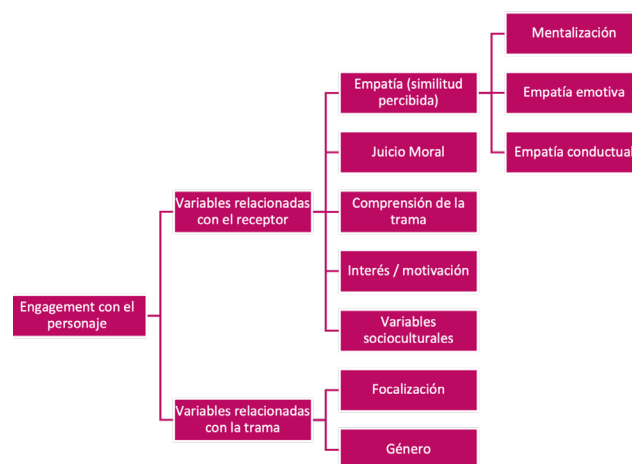 Mentalización
Empatía (similitud
percibida)
Empatía emotiva
Empatía conductual
Juicio Moral
Variables relacionadas
con el receptor
Comprensión de la
trama
Interés / motivación
Engagement con el
personaje
Variables
socioculturales
Focalización
Variables relacionadas
con la trama
Género